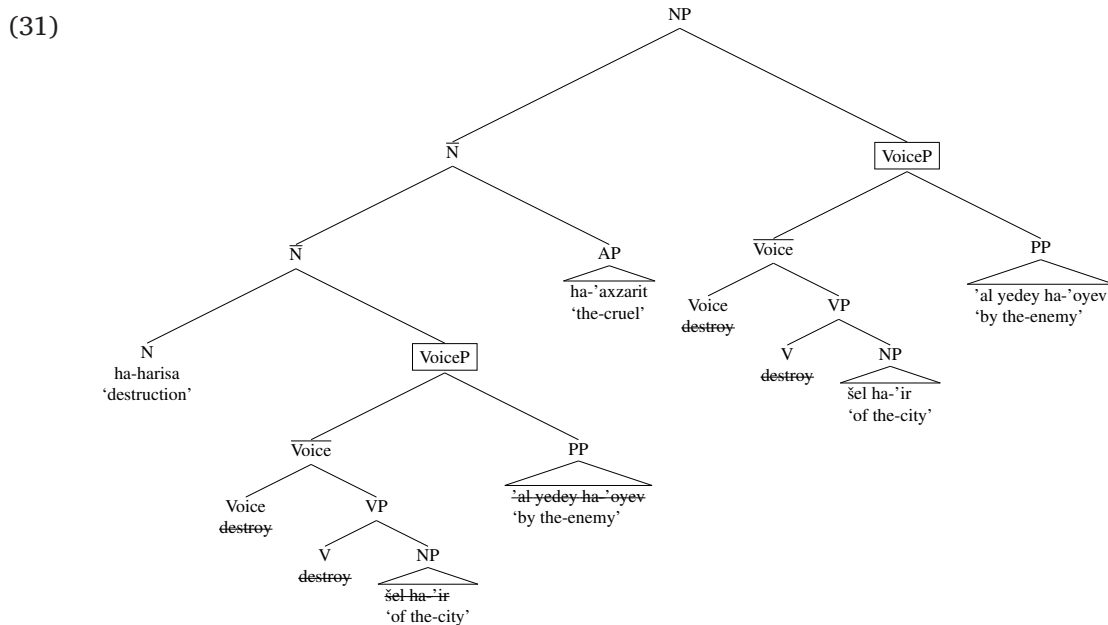 (31)
NP
N̅
VoiceP
N̅
AP
ha-’axzarit
‘the-cruel’
V̅o̅i̅c̅e̅
PP
’al yedey ha-’oyev
‘by the-enemy’
Voice
destroy
VP
V
destroy
NP
šel ha-’ir
‘of the-city’
N
ha-harisa
‘destruction’
VoiceP
V̅o̅i̅c̅e̅
PP
’al yedey ha-’oyev
‘by the-enemy’
Voice
destroy
VP
V
destroy
NP
šel ha-’ir
‘of the-city’